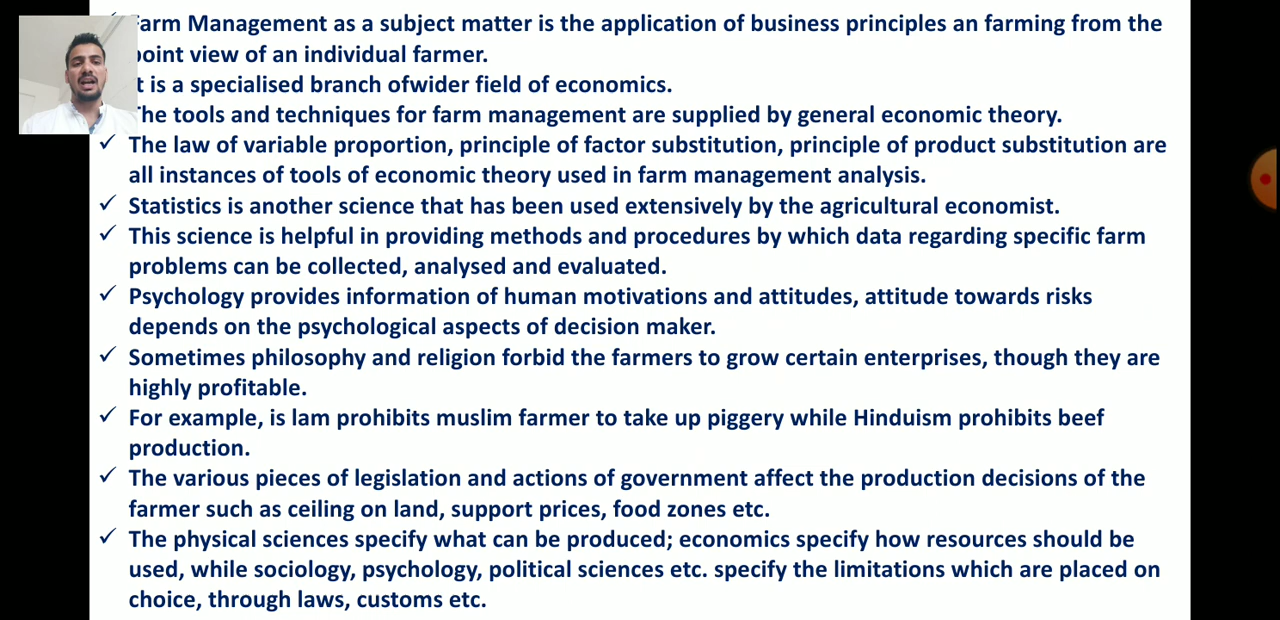 Farm Management as a subject matter is the application of business principles an farming from the
point view of an individual farmer.
It is a specialised branch ofwider field of economics.
The tools and techniques for farm management are supplied by general economic theory.
✓ The law of variable proportion, principle of factor substitution, principle of product substitution are
all instances of tools of economic theory used in farm management analysis.
✓ Statistics is another science that has been used extensively by the agricultural economist.
✓ This science is helpful in providing methods and procedures by which data regarding specific farm
problems can be collected, analysed and evaluated.
✓ Psychology provides information of human motivations and attitudes, attitude towards risks
depends on the psychological aspects of decision maker.
✓ Sometimes philosophy and religion forbid the farmers to grow certain enterprises, though they are
highly profitable.
✓ For example, is lam prohibits muslim farmer to take up piggery while Hinduism prohibits beef
production.
✓ The various pieces of legislation and actions of government affect the production decisions of the
farmer such as ceiling on land, support prices, food zones etc.
✓ The physical sciences specify what can be produced; economics specify how resources should be
used, while sociology, psychology, political sciences etc. specify the limitations which are placed on
choice, through laws, customs etc.